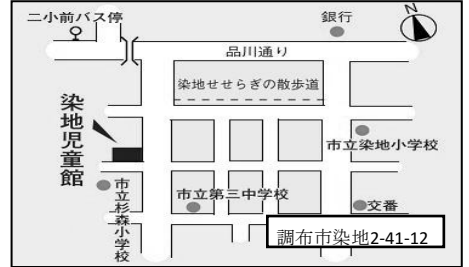 二小前バス停
銀行
N
品川通り
染地せせらぎの散歩道
染地児童館
市立染地小学校
市立杉森小学校
市立第三中学校
交番
調布市染地2-41-12